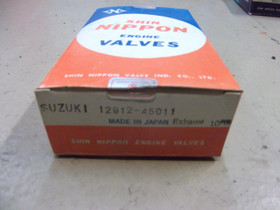 SHIN
NIPPON
ENGINE
VALVES
SHIN NIPPON VALVE IND. CO., LTD.
SUZUKI 12912-45011
MADE IN JAPAN Exhaust
SHIN NIPPON ENGINE VALVES